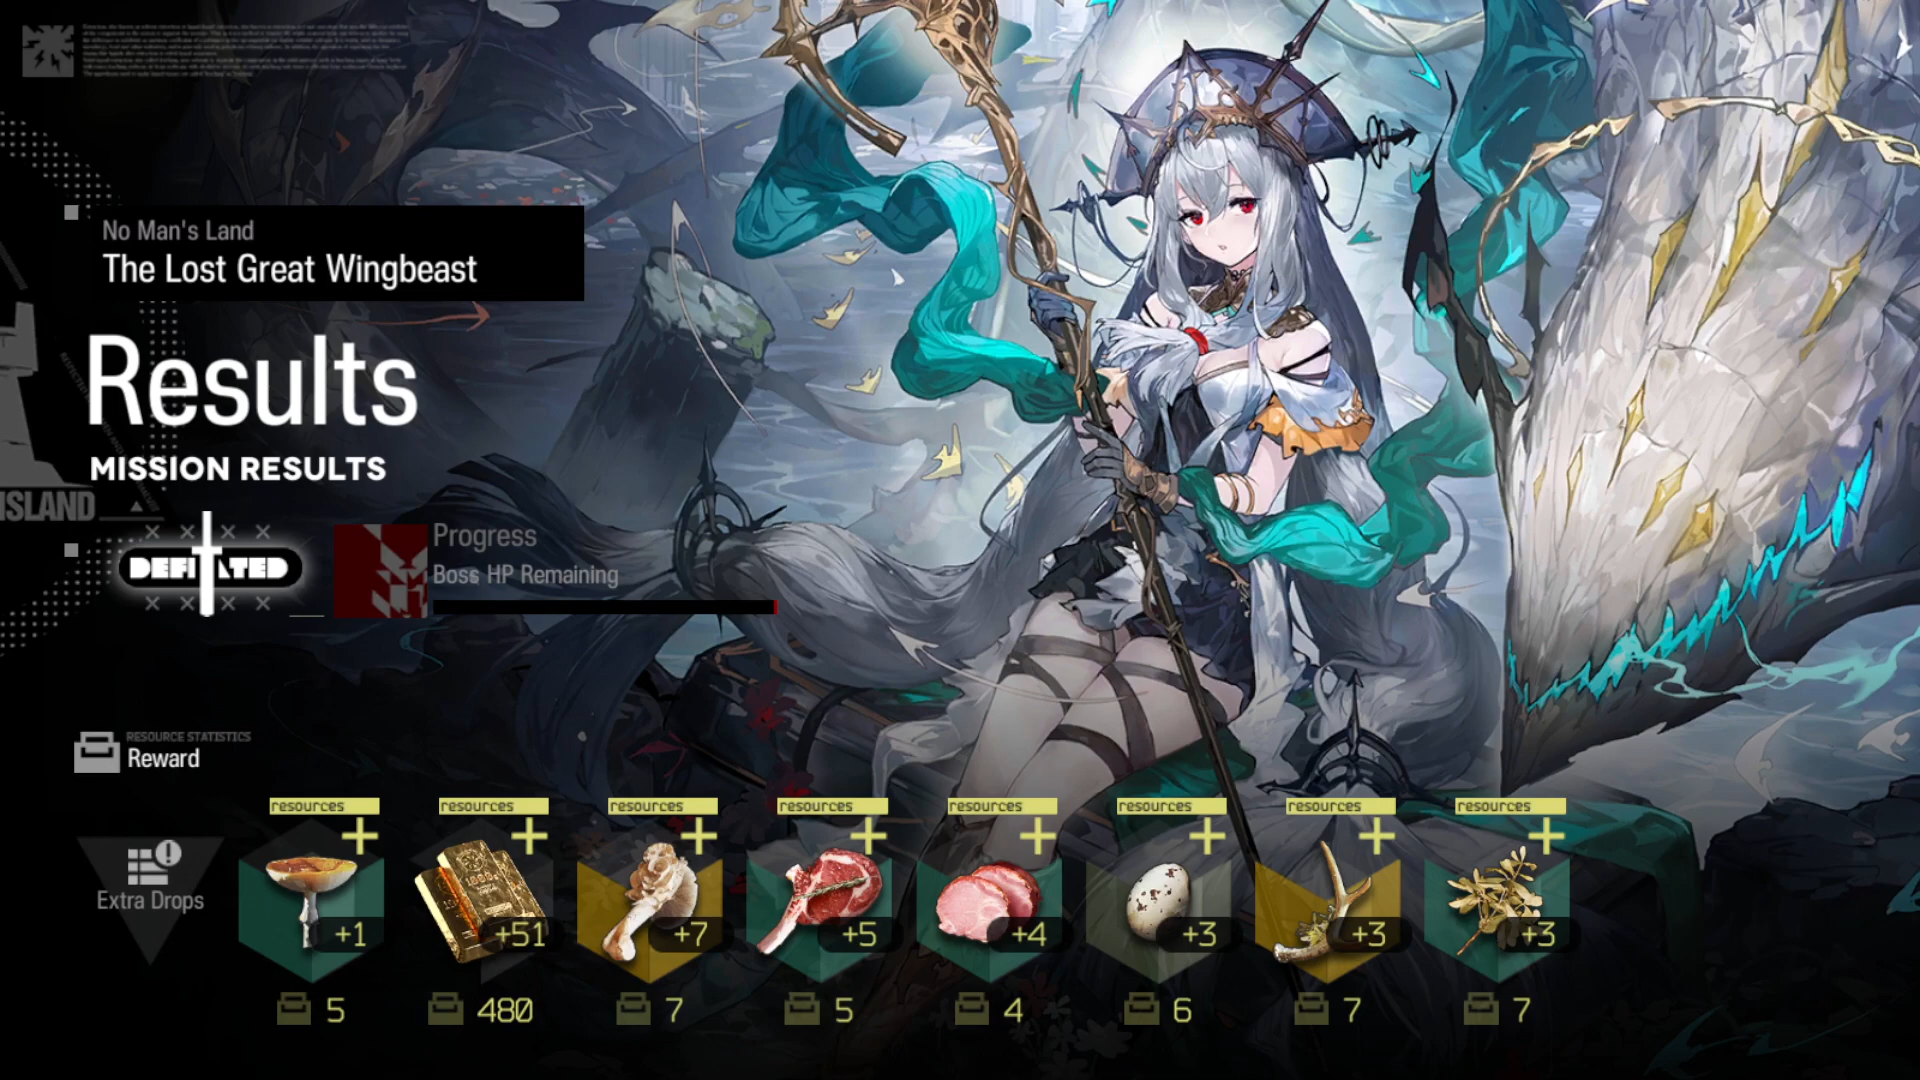 No Man's Land
The Lost Great Wingbeast
Results
MISSION RESULTS
ISLAND
DEFEATED
Progress
Boss HP Remaining
RESOURCE STATISTICS
Reward
resources
resources
resources
resources
resources
resources
resources
resources
Extra Drops
+1
+51
+7
+5
+4
+3
+3
+3
5
480
7
5
4
6
7
7